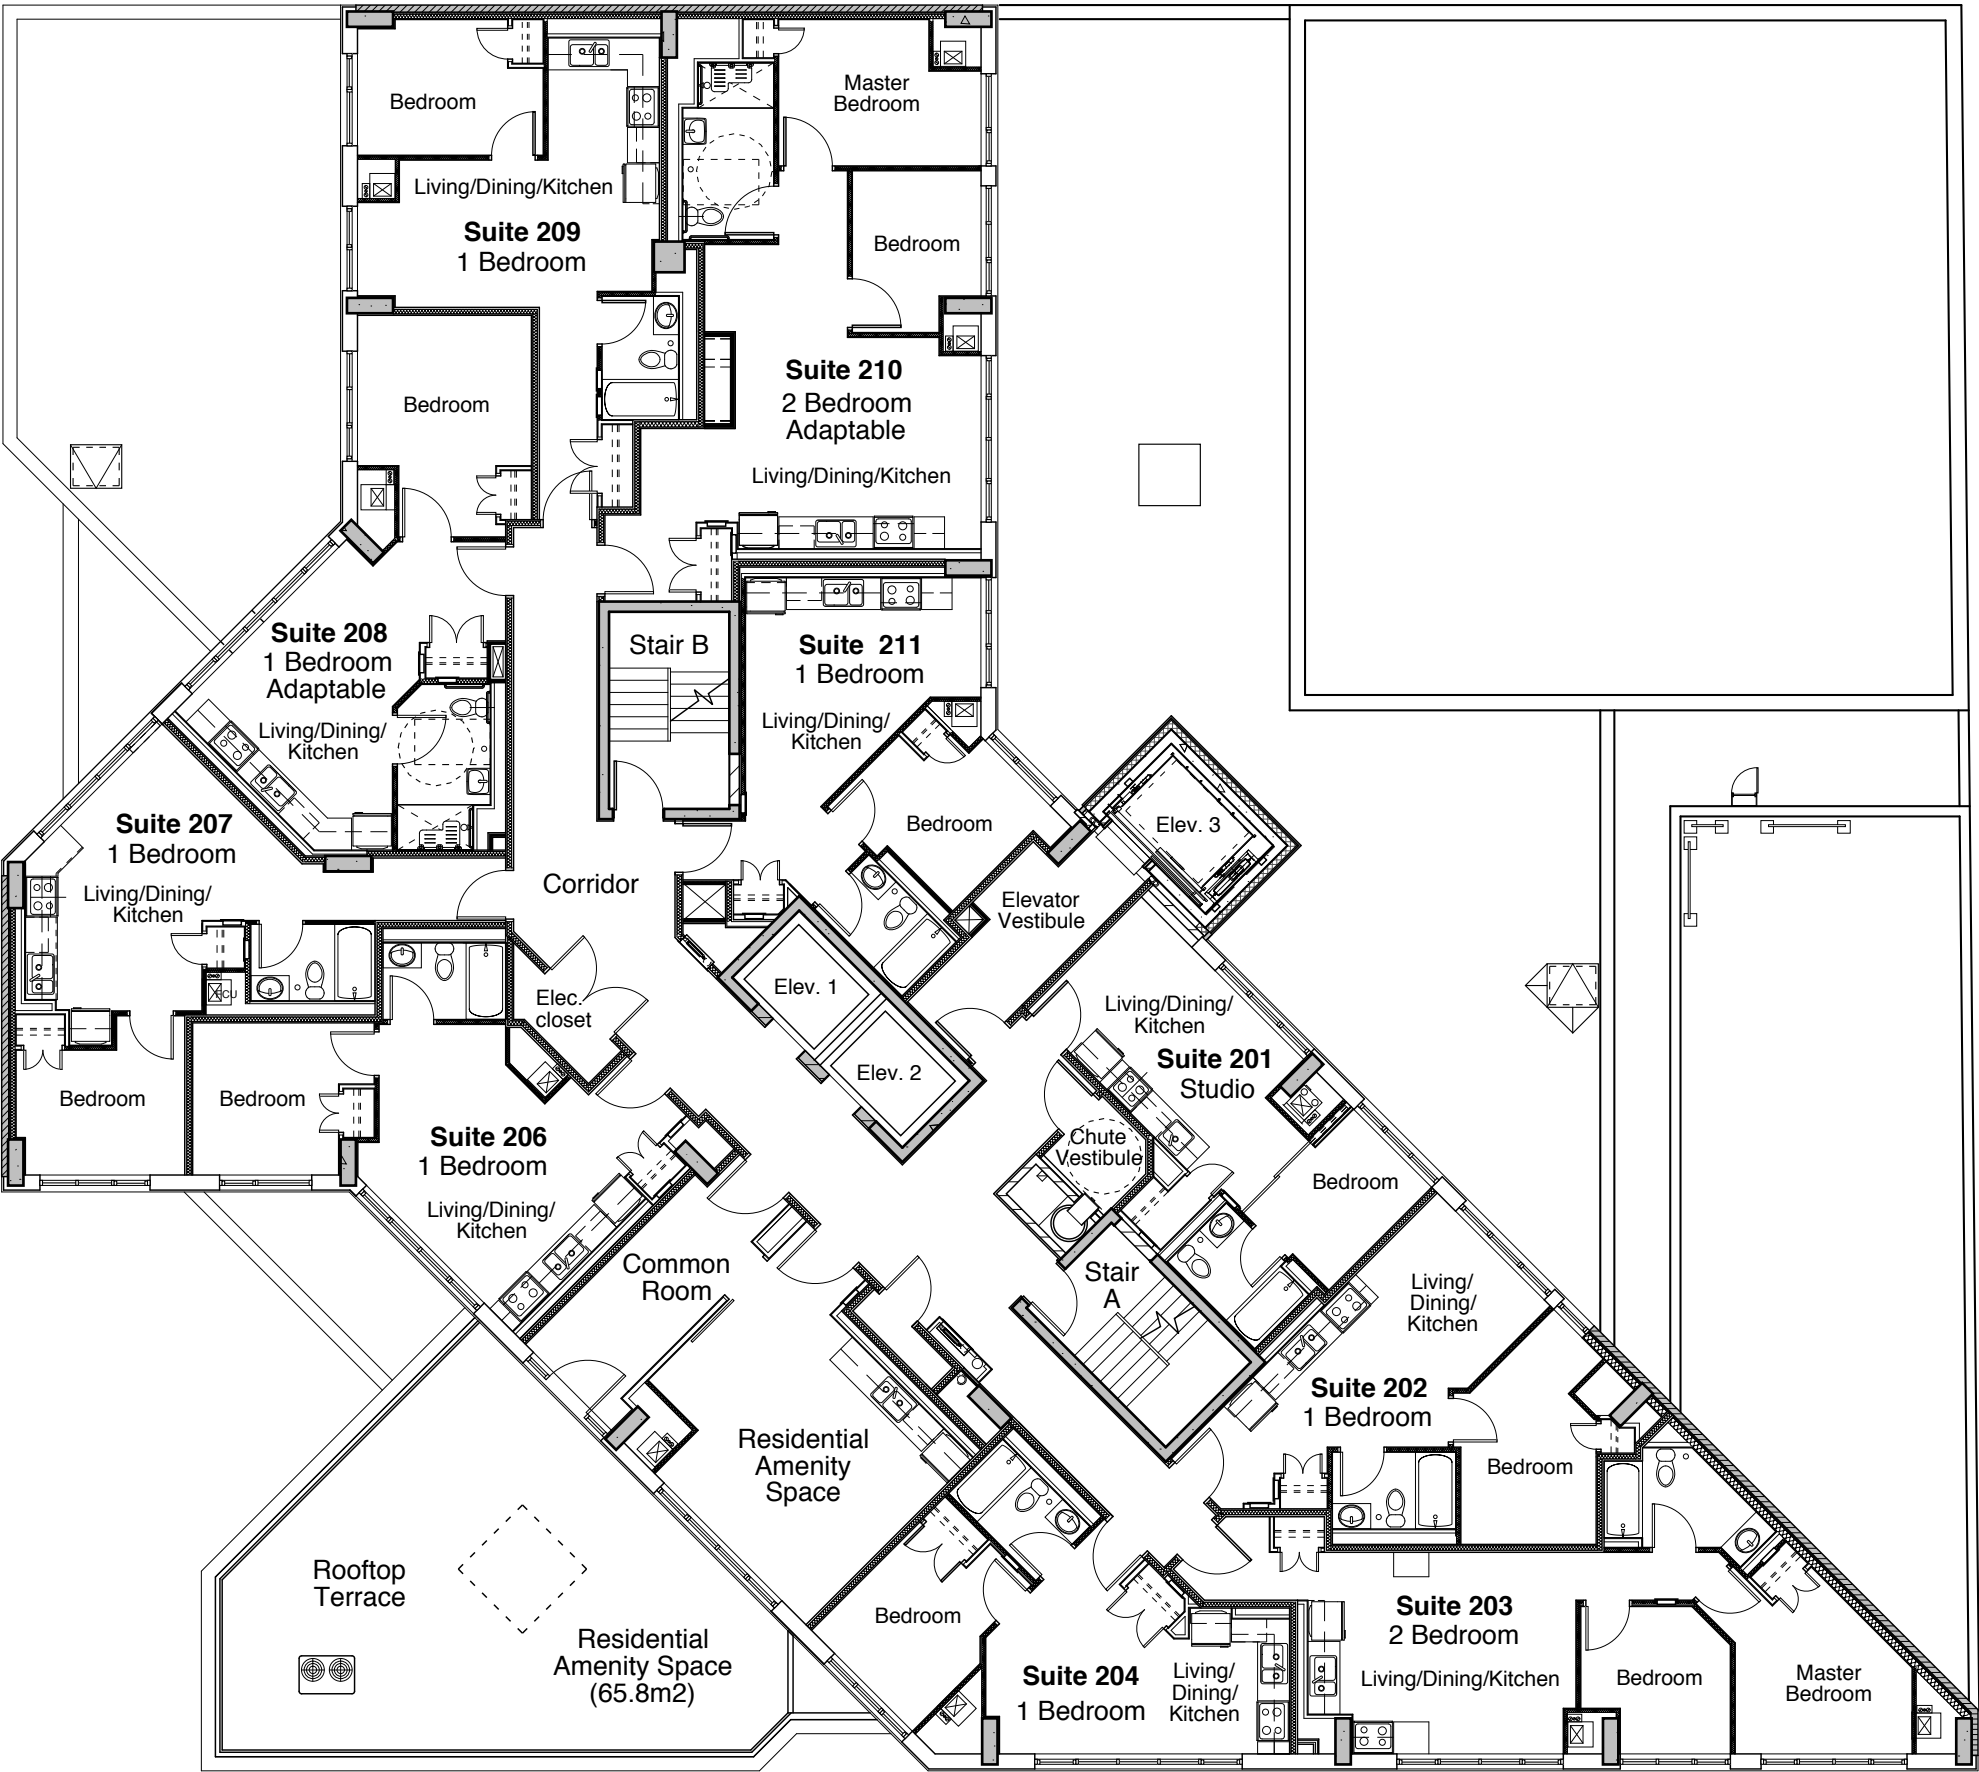 Bedroom
Living/Dining/Kitchen
Suite 209
1 Bedroom
Master
Bedroom
Bedroom
Suite 210
2 Bedroom
Adaptable
Living/Dining/Kitchen
Bedroom
Suite 208
1 Bedroom
Adaptable
Living/Dining/
Kitchen
Stair B
Suite 211
1 Bedroom
Living/Dining/
Kitchen
Bedroom
Elev. 3
Elevator
Vestibule
Suite 207
1 Bedroom
Living/Dining/
Kitchen
FCU
Bedroom
Corridor
Elec.
closet
Elev. 1
Elev. 2
Living/Dining/
Kitchen
Suite 201
Studio
Bedroom
Chute
Vestibule
Stair
A
Bedroom
Suite 206
1 Bedroom
Living/Dining/
Kitchen
Common
Room
Residential
Amenity
Space
Living/
Dining/
Kitchen
Suite 202
1 Bedroom
Bedroom
Rooftop
Terrace
Residential
Amenity Space
(65.8m2)
Bedroom
Suite 204
1 Bedroom
Living/
Dining/
Kitchen
Suite 203
2 Bedroom
Living/Dining/Kitchen
Bedroom
Master
Bedroom